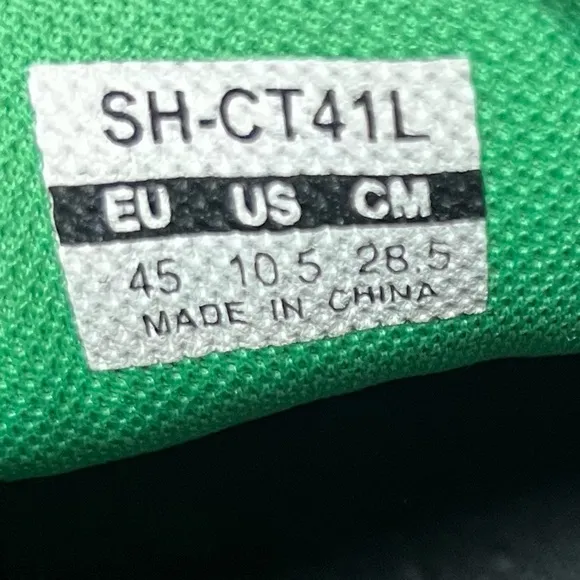 SH-CT41L
EU US CM
45 10.5 28.5
MADE IN CHINA